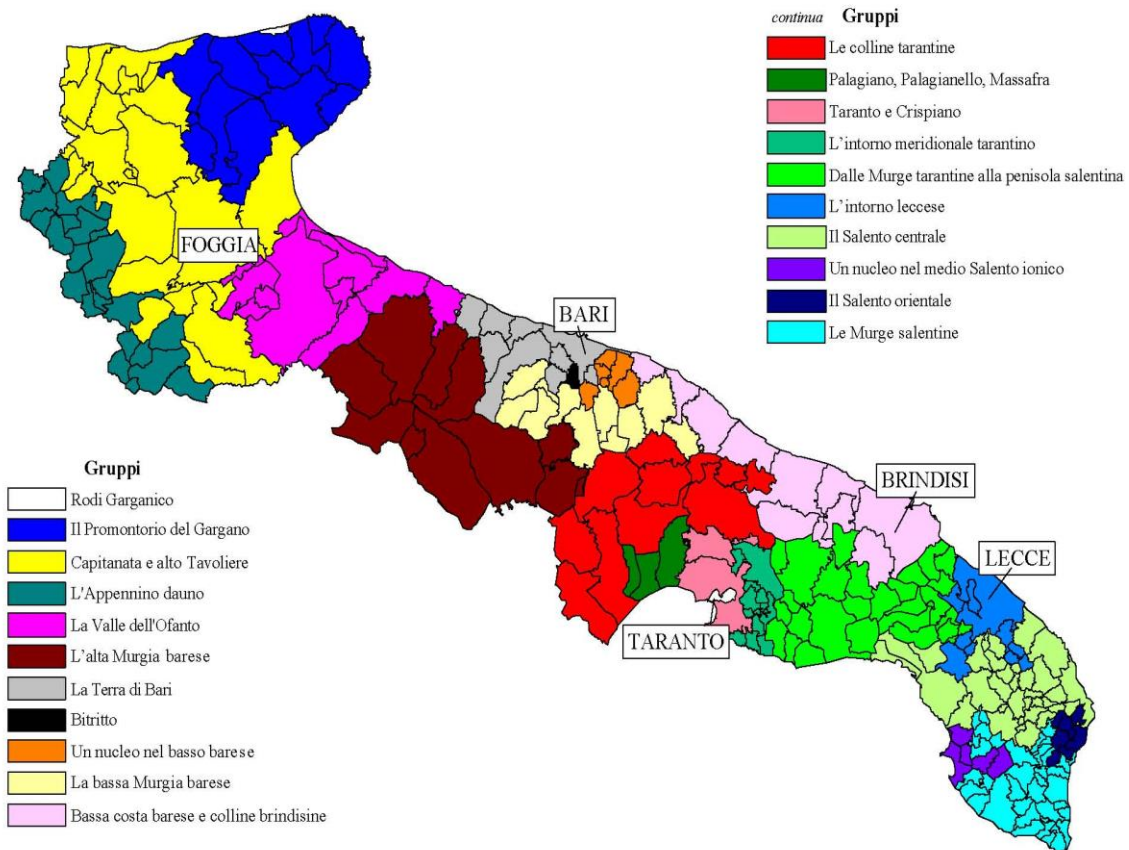 continua Gruppi
Le colline tarantine
Palagiano, Palagianello, Massafra
Taranto e Crispiano
L'intorno meridionale tarantino
Dalle Murge tarantine alla penisola salentina
L'intorno leccese
Il Salento centrale
Un nucleo nel medio Salento ionico
Il Salento orientale
Le Murge salentine
FOGGIA
BARI
BRINDISI
LECCE
TARANTO
Gruppi
Rodi Garganico
Il Promontorio del Gargano
Capitanata e alto Tavoliere
L'Appennino dauno
La Valle dell'Ofanto
L'alta Murgia barese
La Terra di Bari
Bitritto
Un nucleo nel basso barese
La bassa Murgia barese
Bassa costa barese e colline brindisine